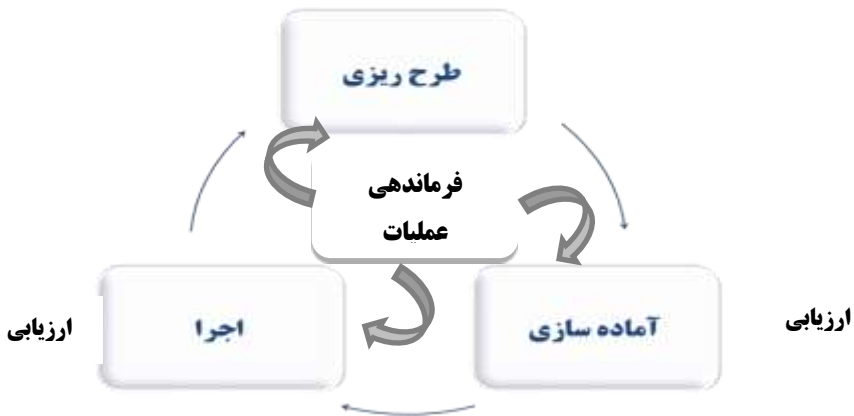 طرح ریزی
فرماندهی
عملیات
ارزیابی
آماده سازی
اجرا
ارزیابی